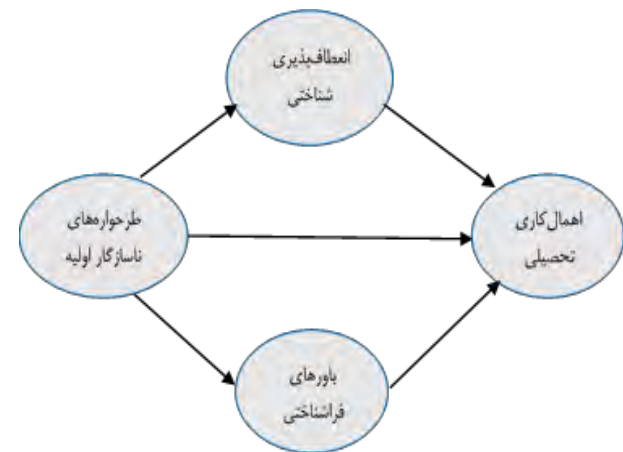 انعطاف‌پذیری
شناختی
طرحواره‌های
ناسازگار اولیه
اهمال‌کاری
تحصیلی
باورهای
فراشناختی